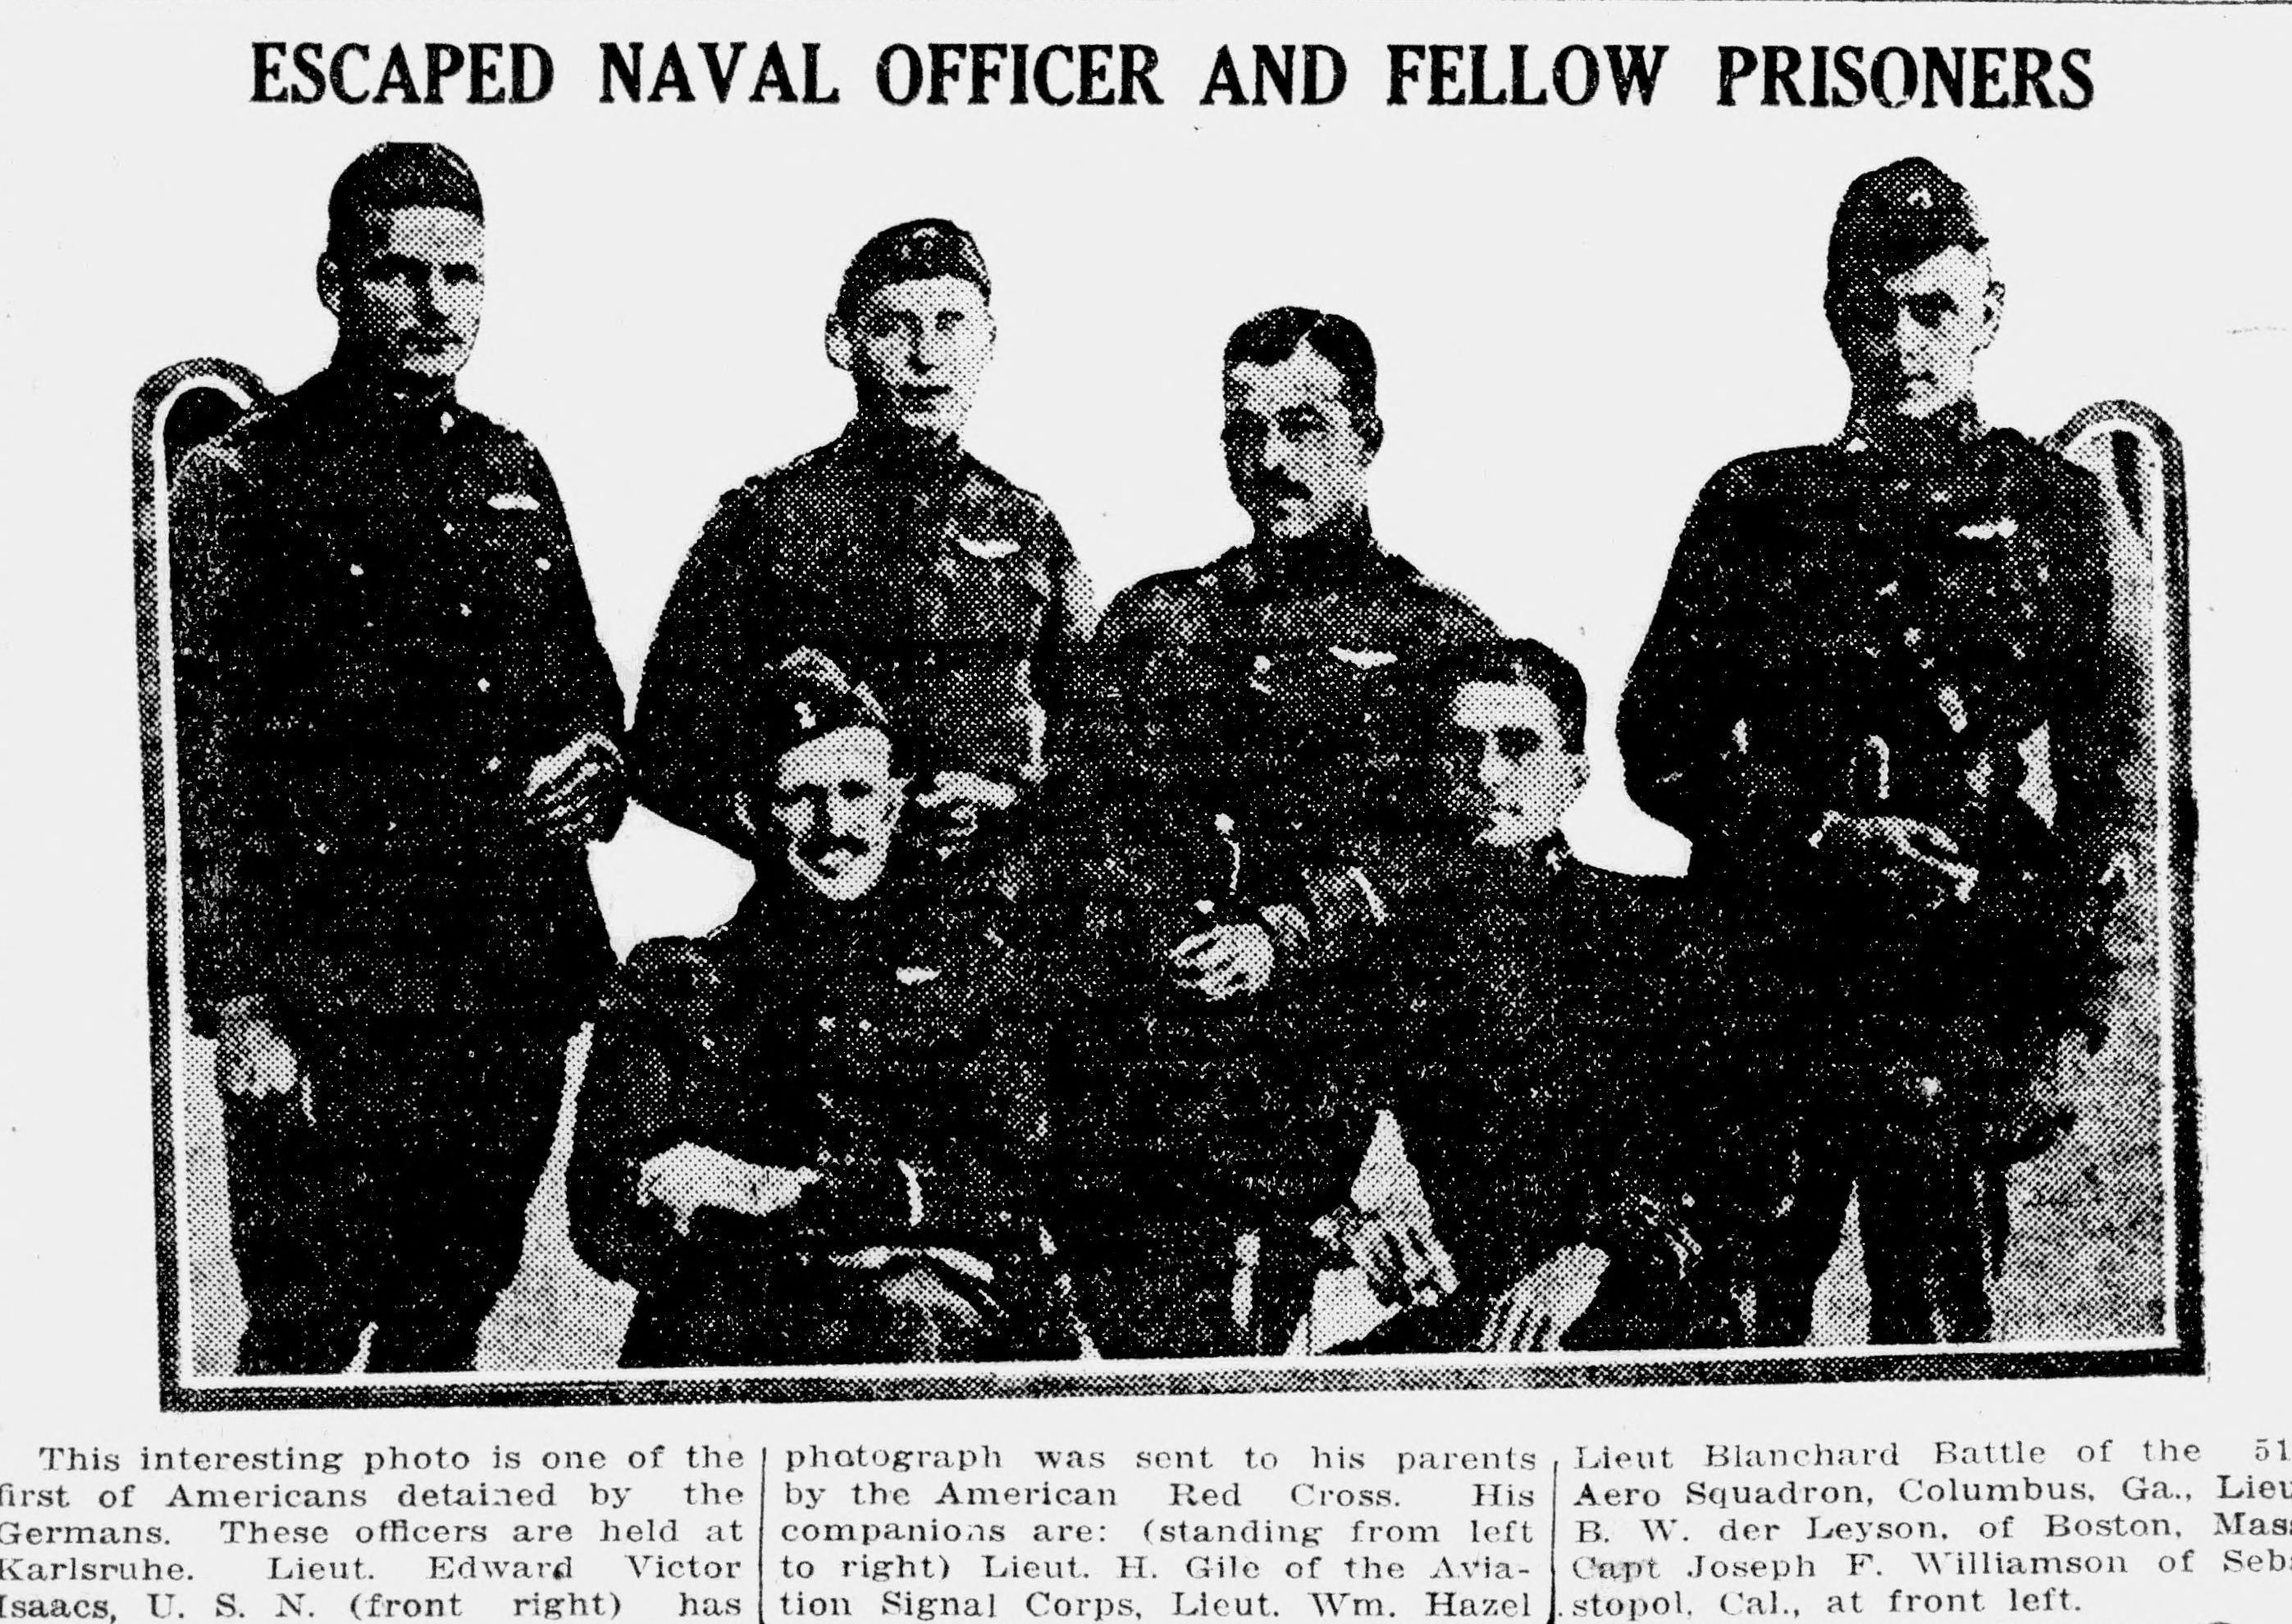 ESCAPED NAVAL OFFICER AND FELLOW PRISONERS
This interesting photo is one of the
first of Americans detained by the
Germans. These officers are held at
Karlsruhe. Lieut. Edward Victor
Isaacs, U. S. N. (front right) has
photograph was sent to his parents
by the American Red Cross. His
companions are: (standing from left
to right) Lieut. H. Gile of the Avia-
tion Signal Corps, Lieut. Wm. Hazel
Lieut Blanchard Battle of the 51
Aero Squadron, Columbus, Ga., Lieu
B. W. der Leyson, of Boston, Mass
Capt Joseph F. Williamson of Seb
stopol, Cal., at front left.